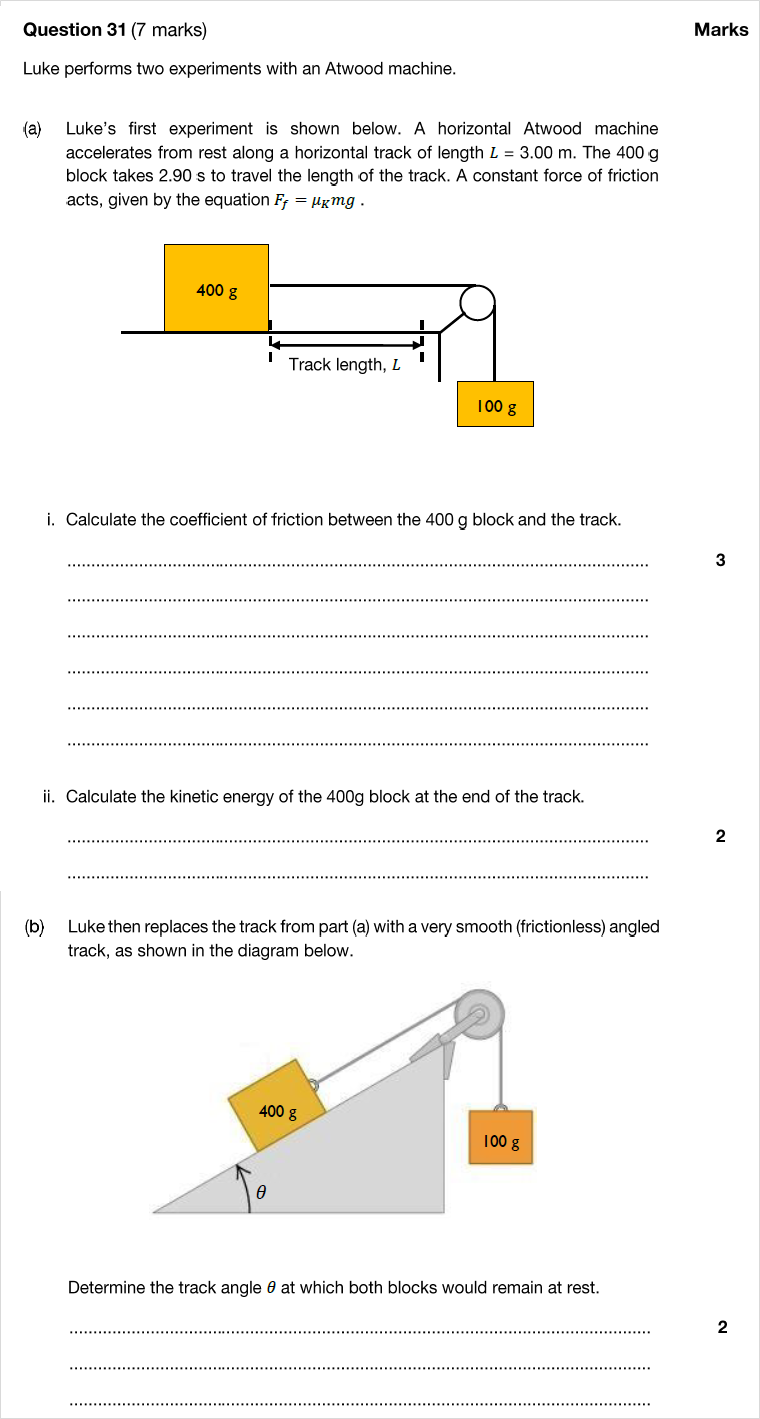 Question 31 (7 marks) Marks
Luke performs two experiments with an Atwood machine.
(a) Luke's first experiment is shown below. A horizontal Atwood machine
accelerates from rest along a horizontal track of length L = 3.00 m. The 400 g
block takes 2.90 s to travel the length of the track. A constant force of friction
acts, given by the equation F_f = μ_K mg .
400 g
Track length, L
100 g
i. Calculate the coefficient of friction between the 400 g block and the track.
3
ii. Calculate the kinetic energy of the 400g block at the end of the track.
2
(b) Luke then replaces the track from part (a) with a very smooth (frictionless) angled
track, as shown in the diagram below.
400 g
100 g
θ
Determine the track angle θ at which both blocks would remain at rest.
2